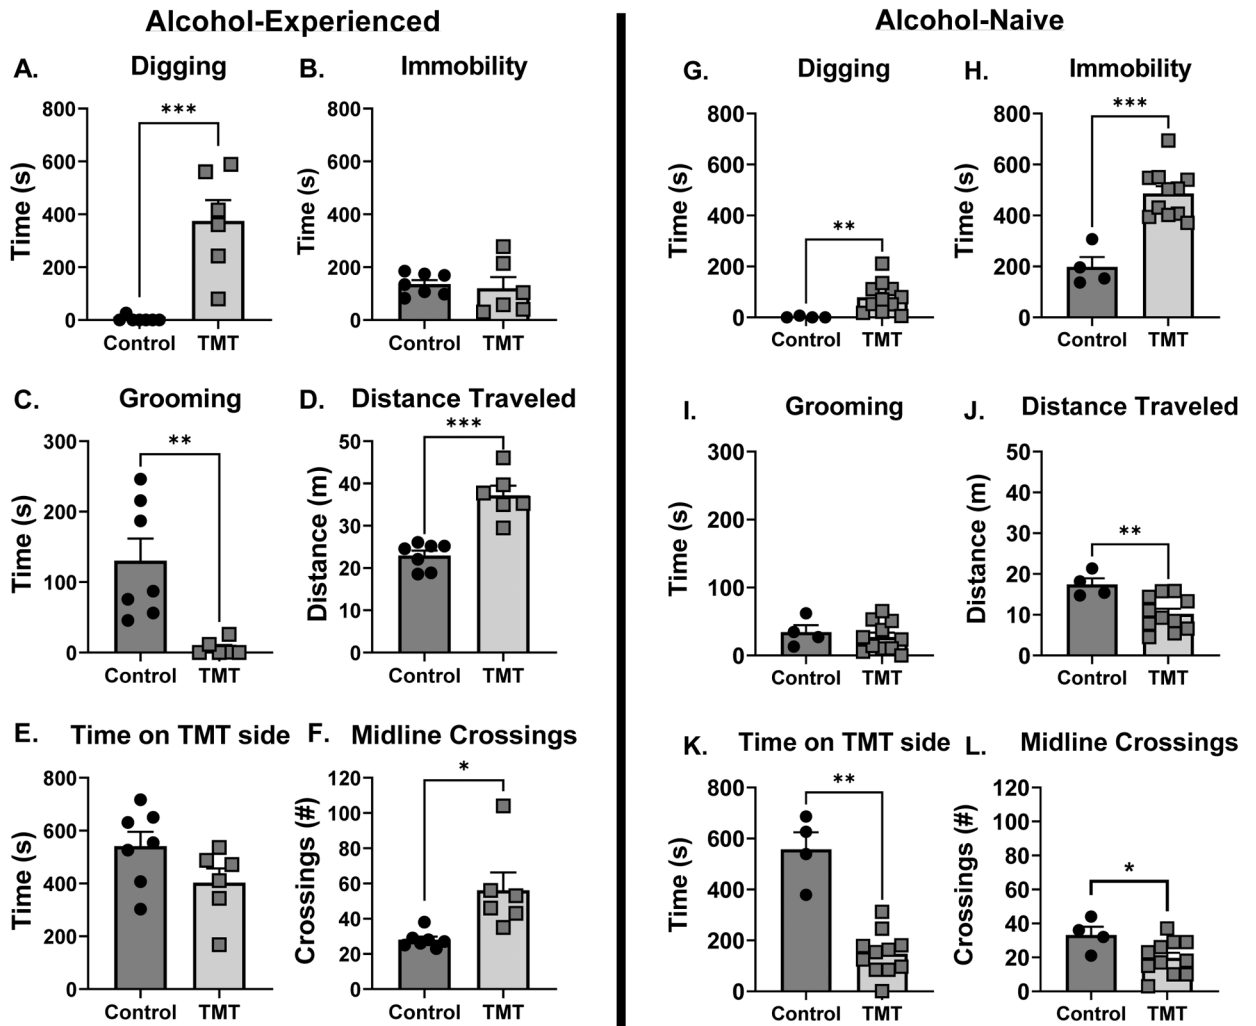 Alcohol-Experienced
A. Digging
Time (s)
800
600
400
200
0
***
Control TMT
B. Immobility
Time (s)
800
600
400
200
0
Control TMT
C. Grooming
Time (s)
300
200
100
0
**
Control TMT
D. Distance Traveled
Distance (m)
50
40
30
20
10
0
***
Control TMT
E. Time on TMT side
Time (s)
800
600
400
200
0
Control TMT
F. Midline Crossings
Crossings (#)
120
100
80
60
40
20
0
*
Control TMT
Alcohol-Naive
G. Digging
Time (s)
800
600
400
200
0
**
Control TMT
H. Immobility
Time (s)
800
600
400
200
0
***
Control TMT
I. Grooming
Time (s)
300
200
100
0
Control TMT
J. Distance Traveled
Distance (m)
50
40
30
20
10
0
**
Control TMT
K. Time on TMT side
Time (s)
800
600
400
200
0
**
Control TMT
L. Midline Crossings
Crossings (#)
120
100
80
60
40
20
0
*
Control TMT